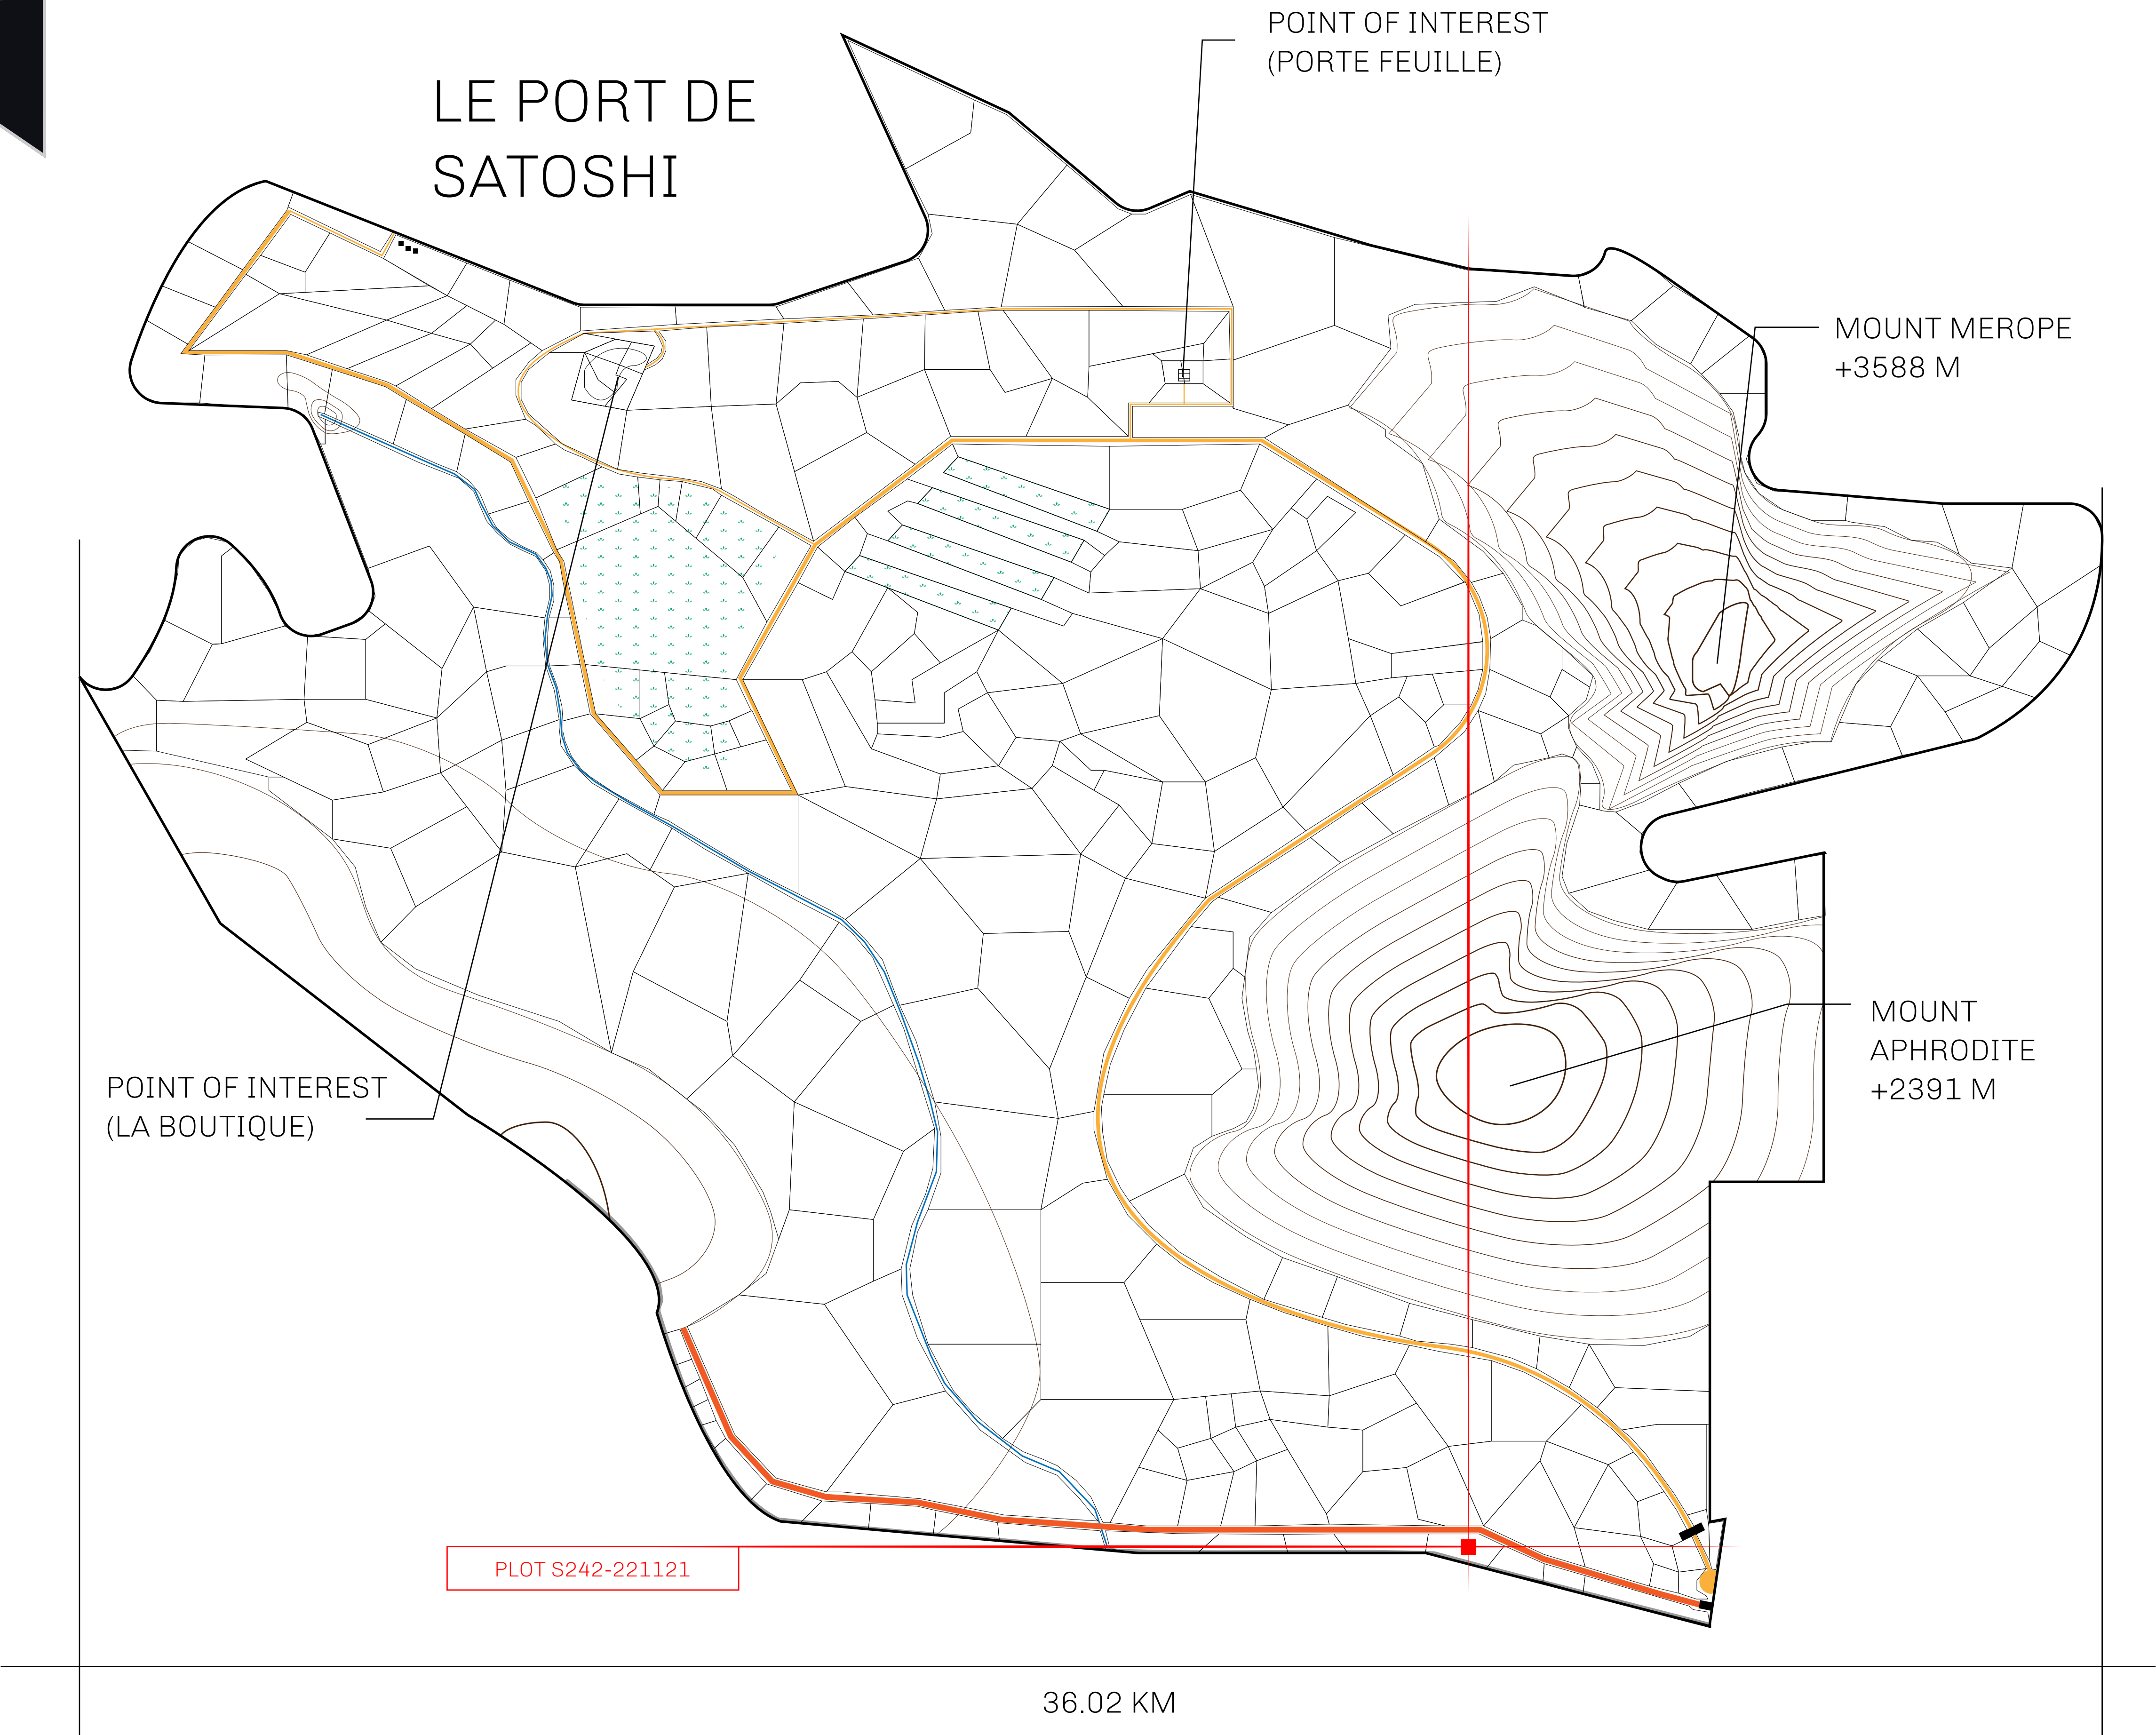 POINT OF INTEREST
(PORTE FEUILLE)
LE PORT DE
SATOSHI
MOUNT MEROPE
+3588 M
MOUNT
APHRODITE
+2391 M
POINT OF INTEREST
(LA BOUTIQUE)
PLOT S242-221121
36.02 KM